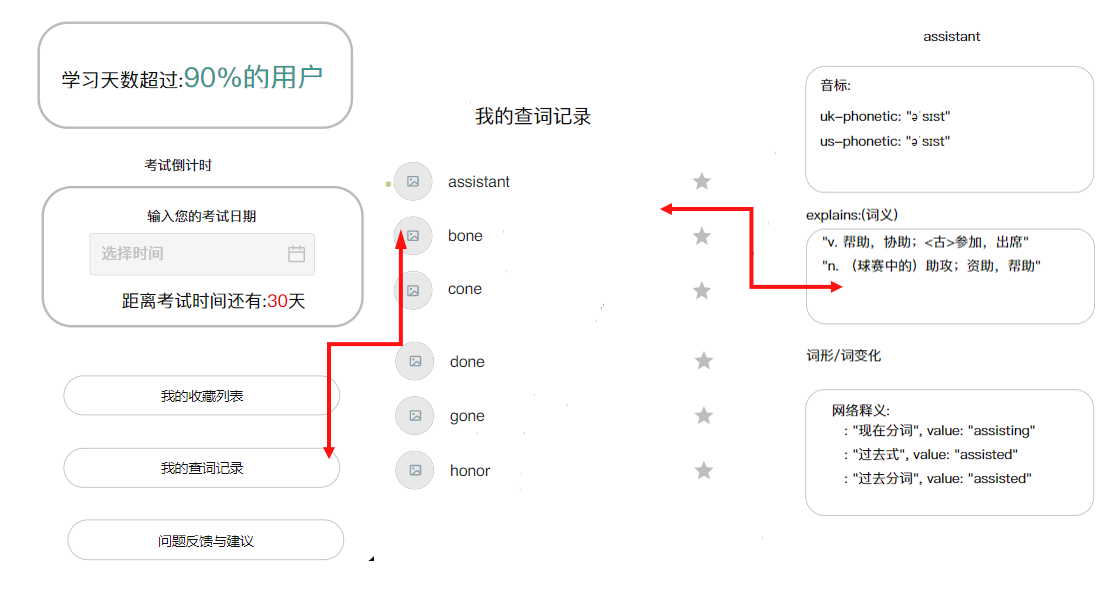 学习天数超过:90%的用户
考试倒计时
输入您的考试日期
选择时间
距离考试时间还有:30天
我的收藏列表
我的查词记录
问题反馈与建议
我的查词记录
assistant
bone
cone
done
gone
honor
assistant
音标:
uk-phonetic: "əˈsɪst"
us-phonetic: "əˈsɪst"
explains:(词义)
"v. 帮助，协助；<古>参加，出席"
"n. （球赛中的）助攻；资助，帮助"
词形/词变化
网络释义:
: "现在分词", value: "assisting"
: "过去式", value: "assisted"
: "过去分词", value: "assisted"